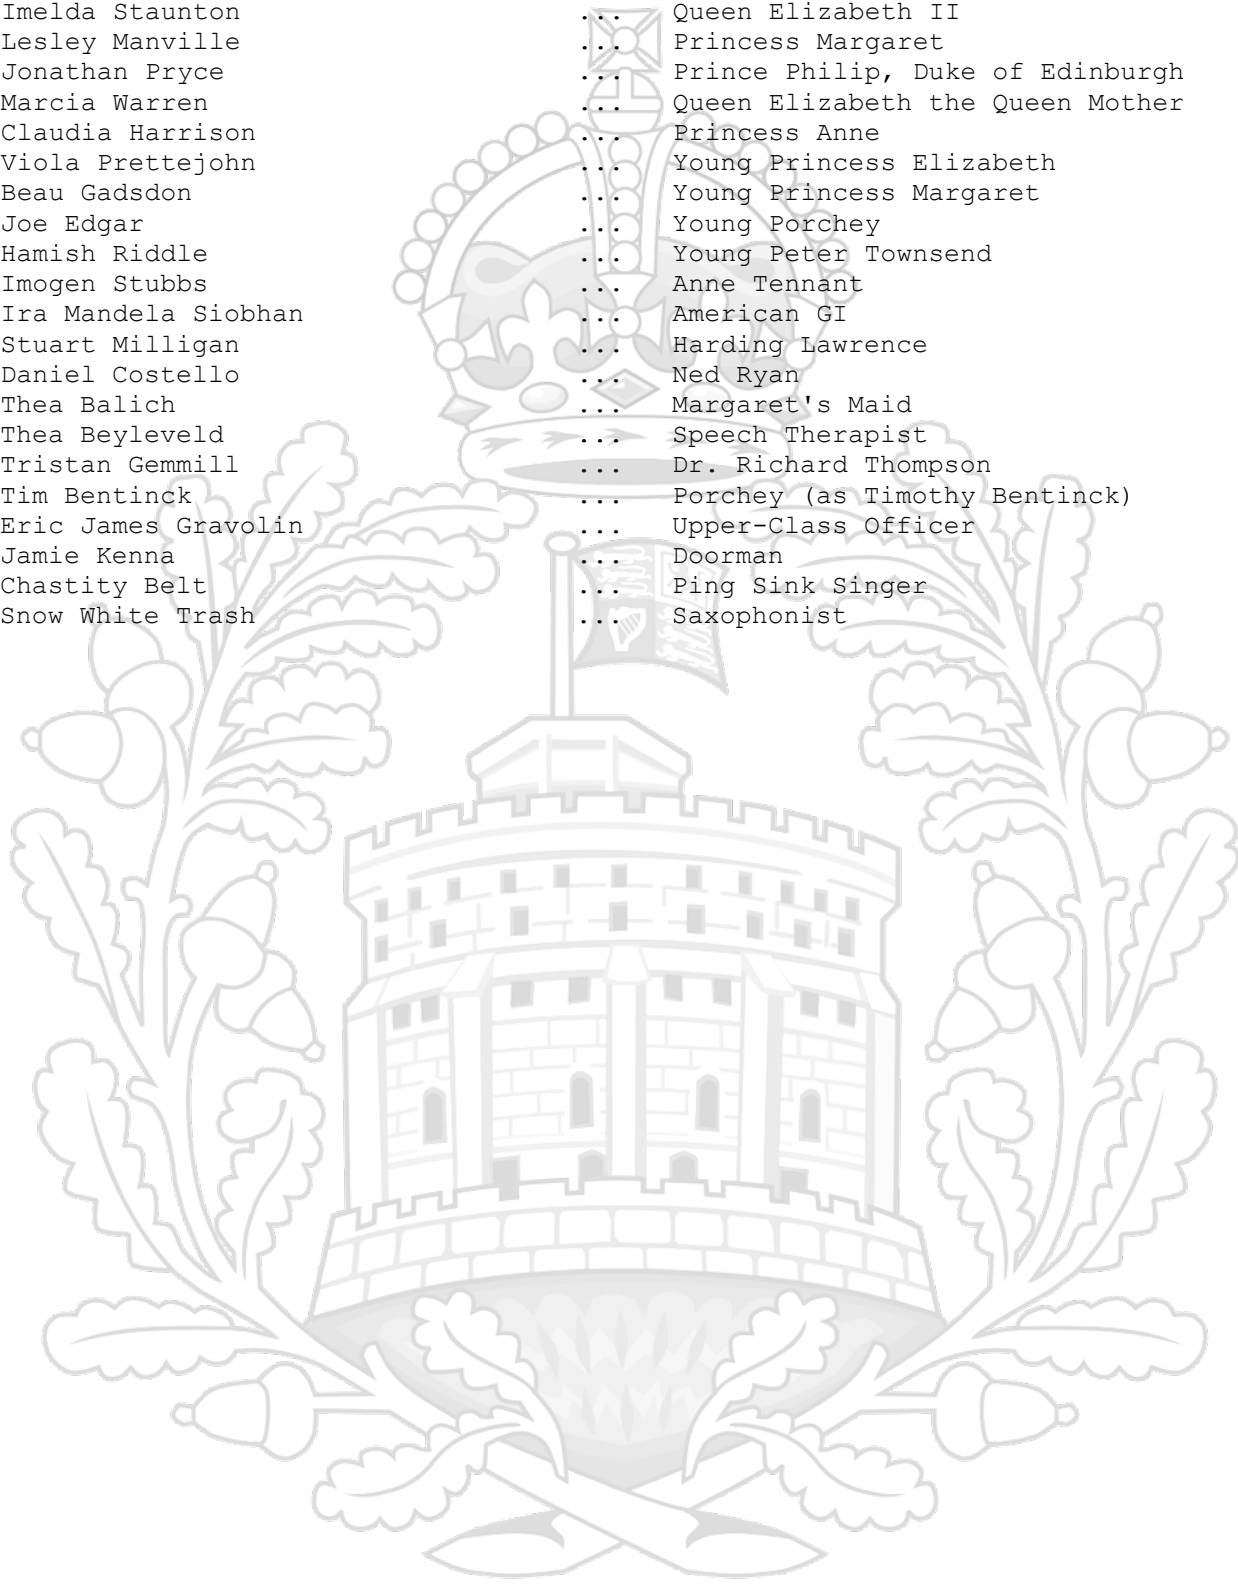 Imelda Staunton ... Queen Elizabeth II
Lesley Manville ... Princess Margaret
Jonathan Pryce ... Prince Philip, Duke of Edinburgh
Marcia Warren ... Queen Elizabeth the Queen Mother
Claudia Harrison ... Princess Anne
Viola Prettejohn ... Young Princess Elizabeth
Beau Gadsdon ... Young Princess Margaret
Joe Edgar ... Young Porchey
Hamish Riddle ... Young Peter Townsend
Imogen Stubbs ... Anne Tennant
Ira Mandela Siobhan ... American GI
Stuart Milligan ... Harding Lawrence
Daniel Costello ... Ned Ryan
Thea Balich ... Margaret's Maid
Thea Beyleveld ... Speech Therapist
Tristan Gemmill ... Dr. Richard Thompson
Tim Bentinck ... Porchey (as Timothy Bentinck)
Eric James Gravolin ... Upper-Class Officer
Jamie Kenna ... Doorman
Chastity Belt ... Ping Sink Singer
Snow White Trash ... Saxophonist